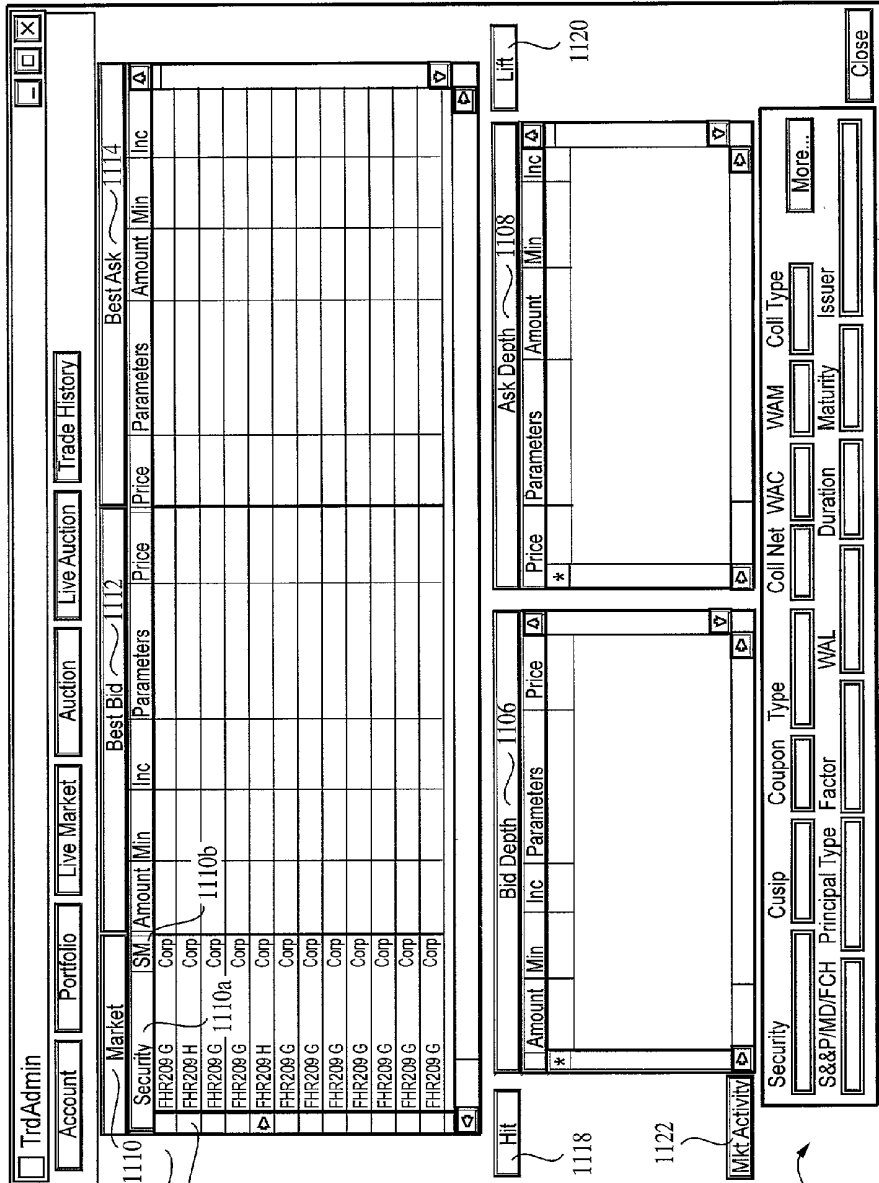 TrdAdmin
Account Portfolio Live Market Auction Live Auction Trade History
1110 Market Best Bid 1112 Best Ask 1114
Security SM Amount Min Inc Parameters Price Price Parameters Amount Min Inc
FHR209 G Corp
FHR209 H Corp
FHR209 G Corp
FHR209 G Corp
FHR209 H Corp
FHR209 G Corp
FHR209 G Corp
FHR209 G Corp
FHR209 G Corp
FHR209 G Corp
FHR209 G Corp
FHR209 G Corp
1110a 1110b
Hit Bid Depth 1106 Ask Depth 1108 Lift
1118 Amount Min Inc Parameters Price Price Parameters Amount Min Inc 1120
* *
1122
Mkt Activity
Security Cusip Coupon Type Coll Net WAC WAM Coll Type More...
S&&P/MD/FCH Principal Type Factor WAL Duration Maturity Issuer
Close